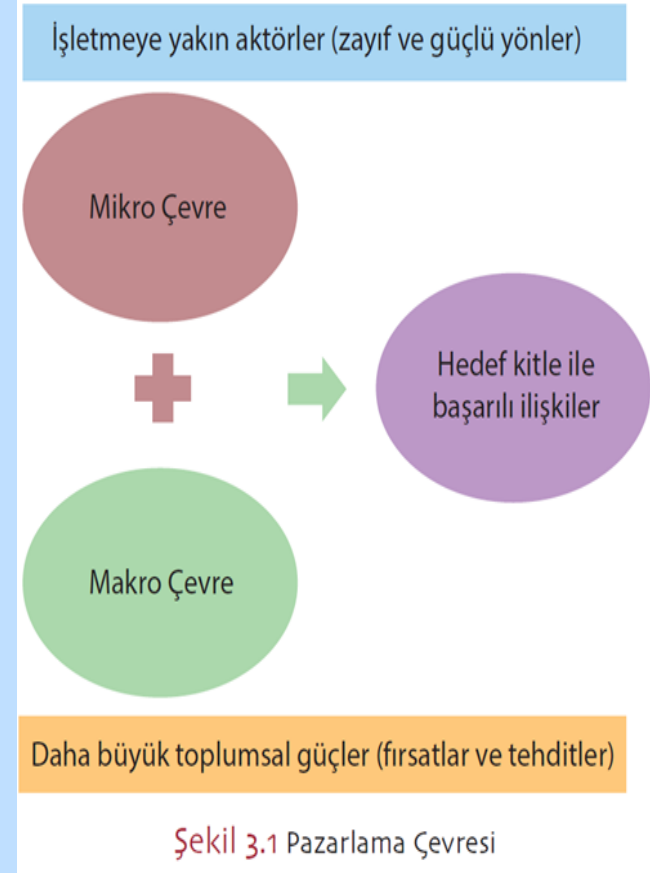 İşletmeye yakın aktörler (zayıf ve güçlü yönler)
Mikro Çevre
Hedef kitle ile
başarılı ilişkiler
Makro Çevre
Daha büyük toplumsal güçler (fırsatlar ve tehditler)
Şekil 3.1 Pazarlama Çevresi